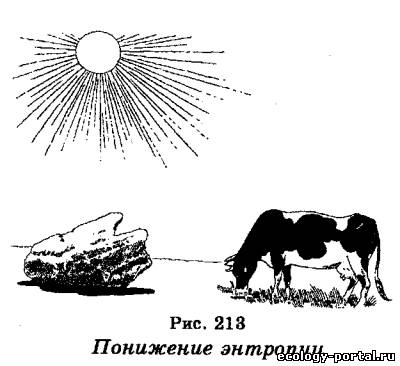 Рис. 213
Понижение энтропии
ecology-portal.ru